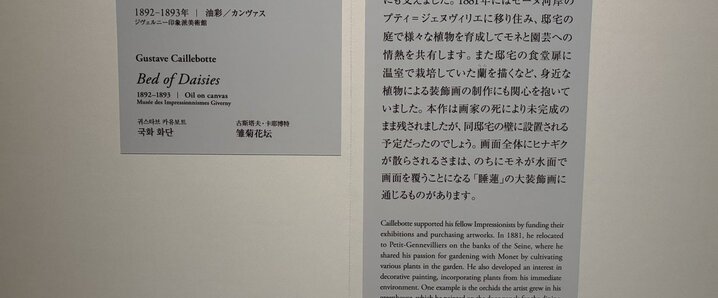 1892–1893年 | 油彩／カンヴァス
ジヴェルニー印象派美術館
Gustave Caillebotte
Bed of Daisies
1892–1893 | Oil on canvas
Musée des Impressionnismes Giverny
귀스타브 카유보트
국화 화단
古斯塔夫・卡耶博特
雏菊花坛
にも支えました。1881年にはセーヌ河岸の
プティ＝ジュヌヴィリエに移り住み、邸宅の
庭で様々な植物を育成してモネと園芸への
情熱を共有します。また邸宅の食堂扉に
温室で栽培していた蘭を描くなど、身近な
植物による装飾画の制作にも関心を抱いて
いました。本作は画家の死により未完成の
まま残されましたが、同邸宅の壁に設置される
予定だったのでしょう。画面全体にヒナギク
が散らされるさまは、のちにモネが水面で
画面を覆うことになる「睡蓮」の大装飾画に
通じるものがあります。
Caillebotte supported his fellow Impressionists by funding their
exhibitions and purchasing artworks. In 1881, he relocated
to Petit-Gennevilliers on the banks of the Seine, where he
shared his passion for gardening with Monet by cultivating
various plants in the garden. He also developed an interest in
decorative painting, incorporating plants from his immediate
environment. One example is the orchids the artist grew in his